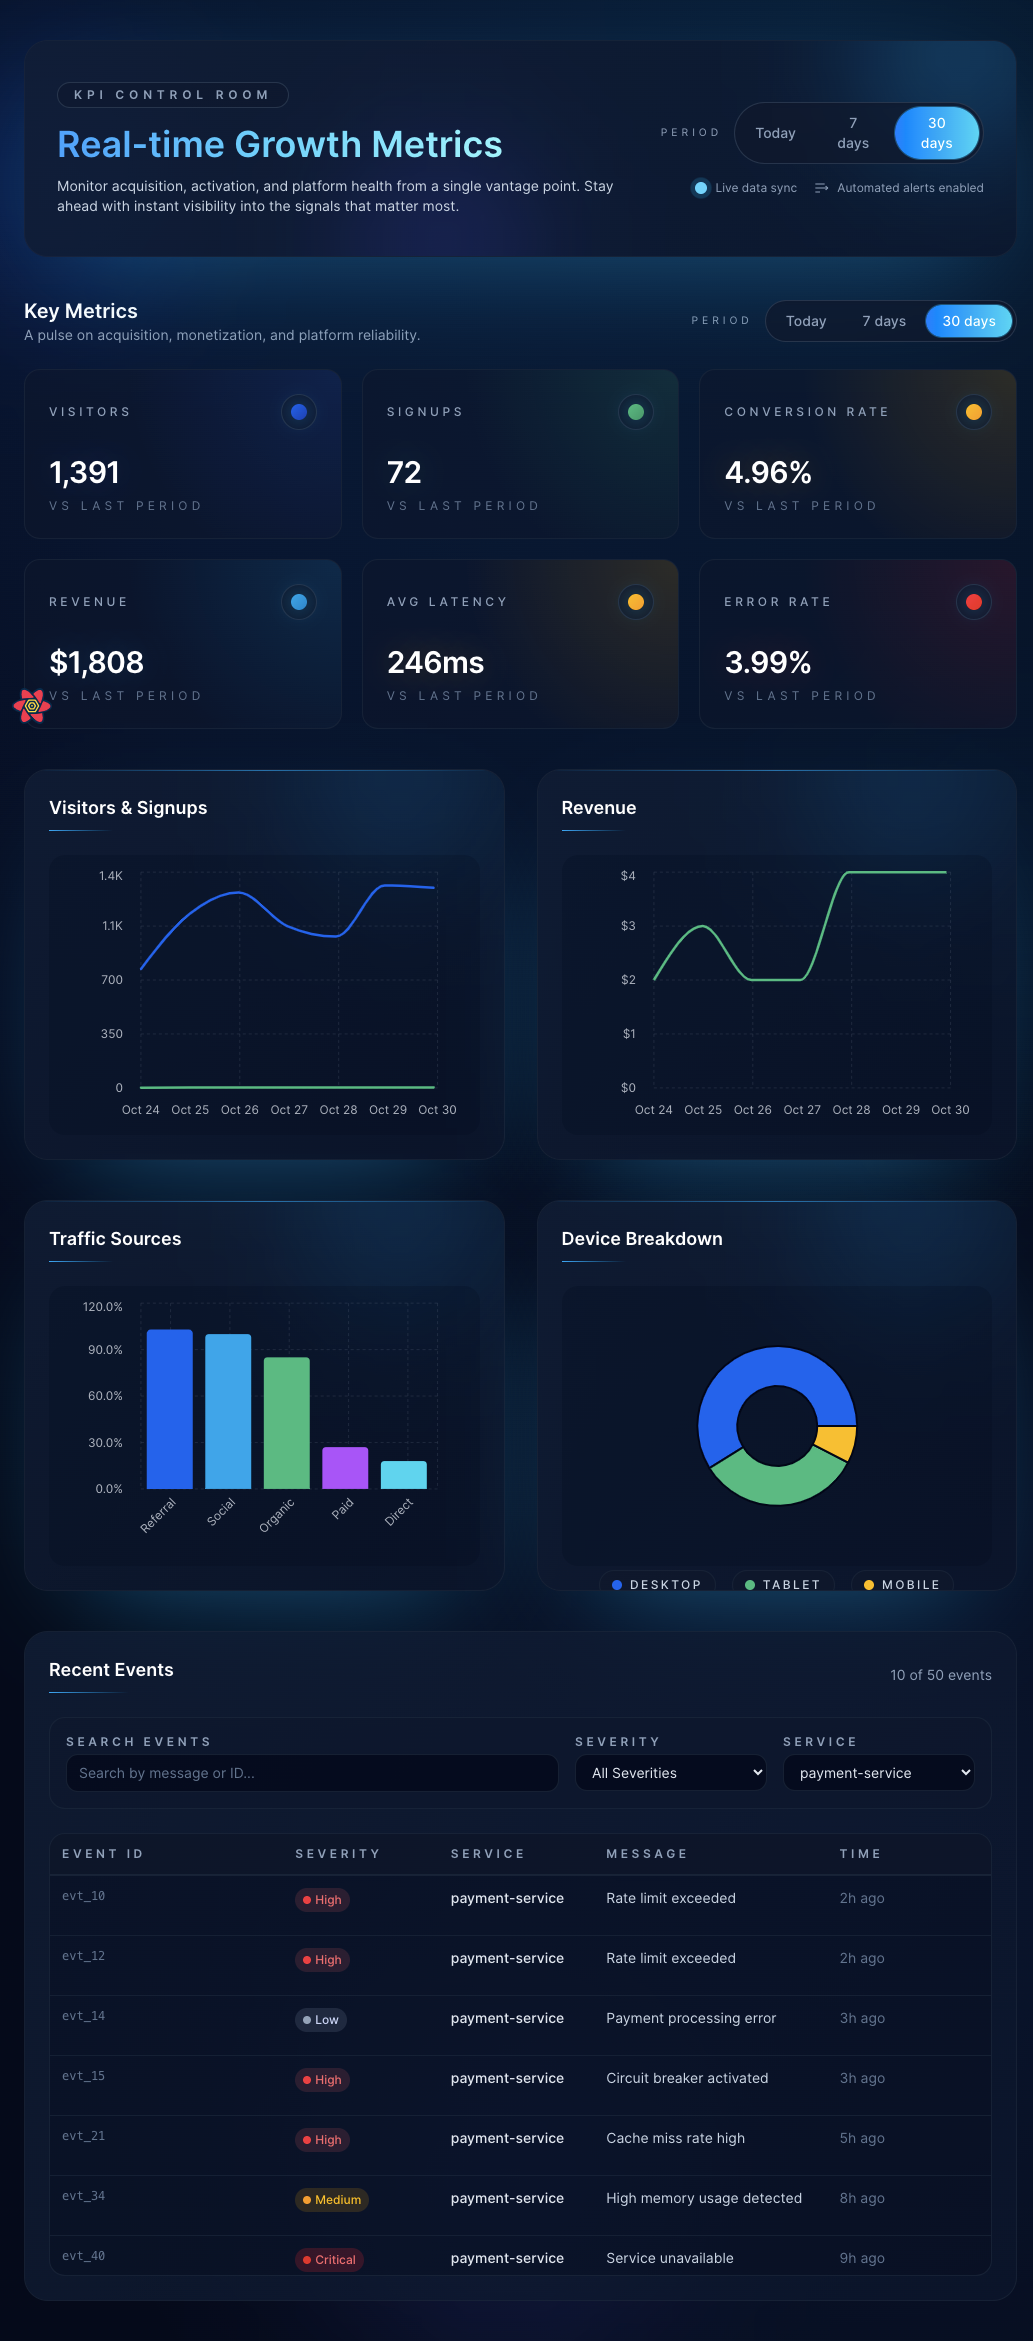 KPI CONTROL ROOM
Real-time Growth Metrics
Monitor acquisition, activation, and platform health from a single vantage point. Stay
ahead with instant visibility into the signals that matter most.
PERIOD
Today
7
days
30
days
Live data sync
Automated alerts enabled
Key Metrics
A pulse on acquisition, monetization, and platform reliability.
PERIOD
Today
7 days
30 days
VISITORS
1,391
VS LAST PERIOD
SIGNUPS
72
VS LAST PERIOD
CONVERSION RATE
4.96%
VS LAST PERIOD
REVENUE
$1,808
VS LAST PERIOD
AVG LATENCY
246ms
VS LAST PERIOD
ERROR RATE
3.99%
VS LAST PERIOD
Visitors & Signups
1.4K
1.1K
700
350
0
Oct 24 Oct 25 Oct 26 Oct 27 Oct 28 Oct 29 Oct 30
Revenue
$4
$3
$2
$1
$0
Oct 24 Oct 25 Oct 26 Oct 27 Oct 28 Oct 29 Oct 30
Traffic Sources
120.0%
90.0%
60.0%
30.0%
0.0%
Referral
Social
Organic
Paid
Direct
Device Breakdown
DESKTOP TABLET MOBILE
Recent Events
10 of 50 events
SEARCH EVENTS
Search by message or ID...
SEVERITY
All Severities
SERVICE
payment-service
EVENT ID SEVERITY SERVICE MESSAGE TIME
evt_10 High payment-service Rate limit exceeded 2h ago
evt_12 High payment-service Rate limit exceeded 2h ago
evt_14 Low payment-service Payment processing error 3h ago
evt_15 High payment-service Circuit breaker activated 3h ago
evt_21 High payment-service Cache miss rate high 5h ago
evt_34 Medium payment-service High memory usage detected 8h ago
evt_40 Critical payment-service Service unavailable 9h ago